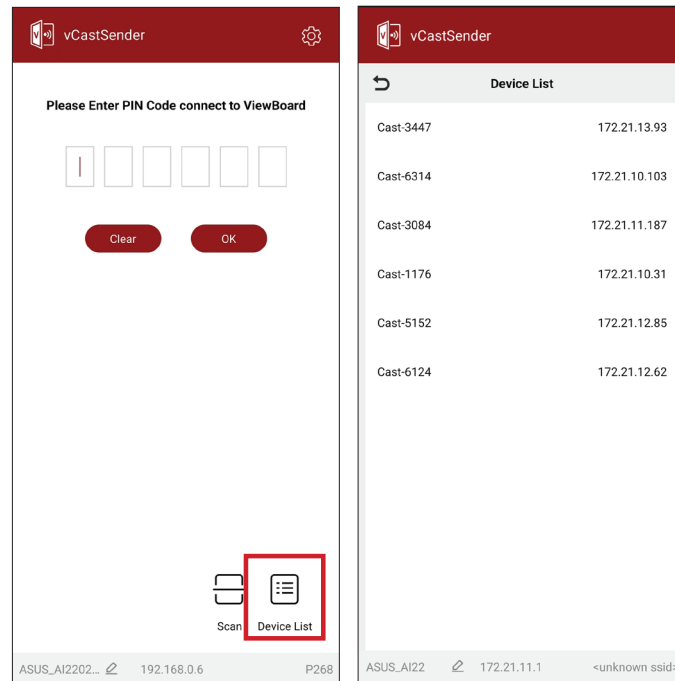 vCastSender
Please Enter PIN Code connect to ViewBoard
Clear
OK
Scan
Device List
ASUS_AI2202... 192.168.0.6 P268
vCastSender
Device List
Cast-3447 172.21.13.93
Cast-6314 172.21.10.103
Cast-3084 172.21.11.187
Cast-1176 172.21.10.31
Cast-5152 172.21.12.85
Cast-6124 172.21.12.62
ASUS_AI22 172.21.11.1 <unknown ssid>